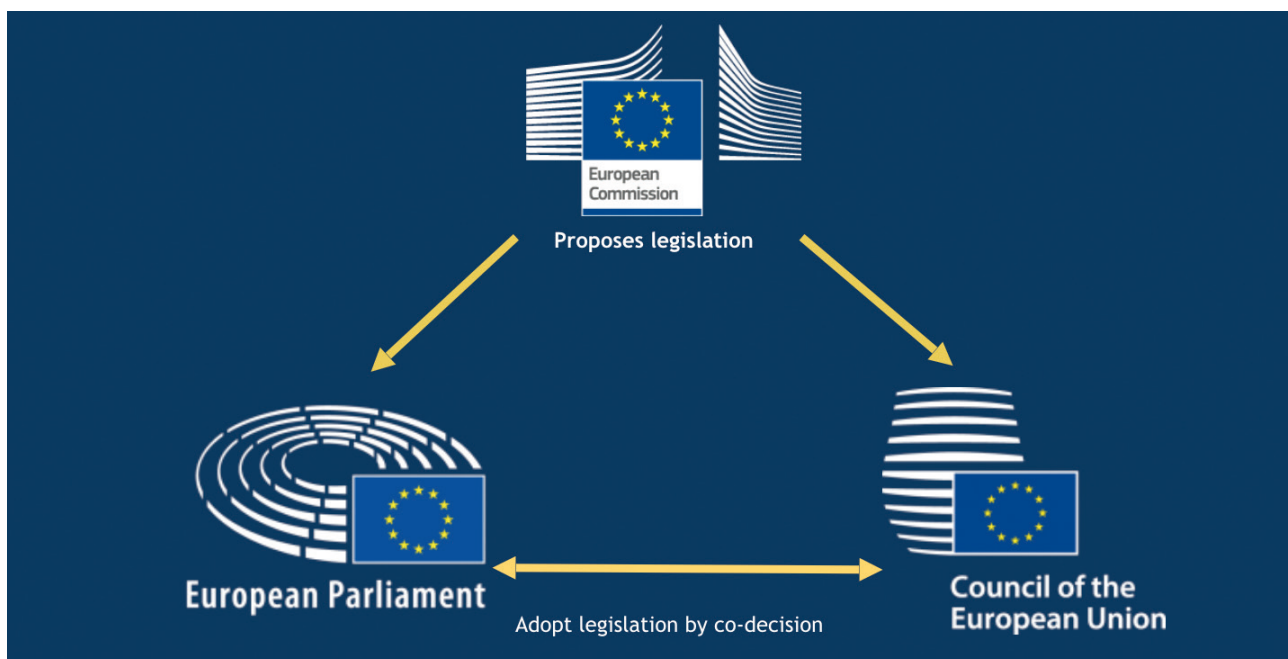 European
Commission
Proposes legislation
European Parliament
Council of the
European Union
Adopt legislation by co-decision